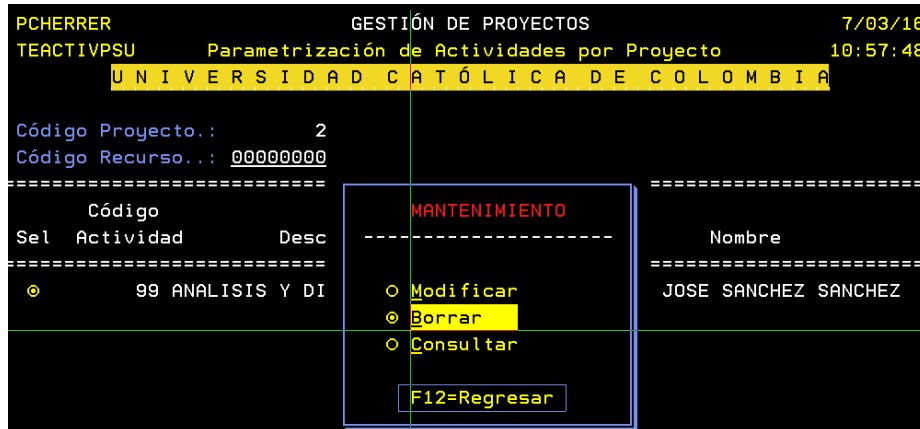 PCHERRER GESTIÓN DE PROYECTOS 7/03/16
TEACTIVPSU Parametrización de Actividades por Proyecto 10:57:48
U N I V E R S I D A D C A T Ó L I C A D E C O L O M B I A
Código Proyecto.: 2
Código Recurso..: 00000000
Código MANTENIMIENTO
Sel Actividad Desc Nombre
99 ANALISIS Y DI Modificar JOSE SANCHEZ SANCHEZ
Borrar
Consultar
F12=Regresar